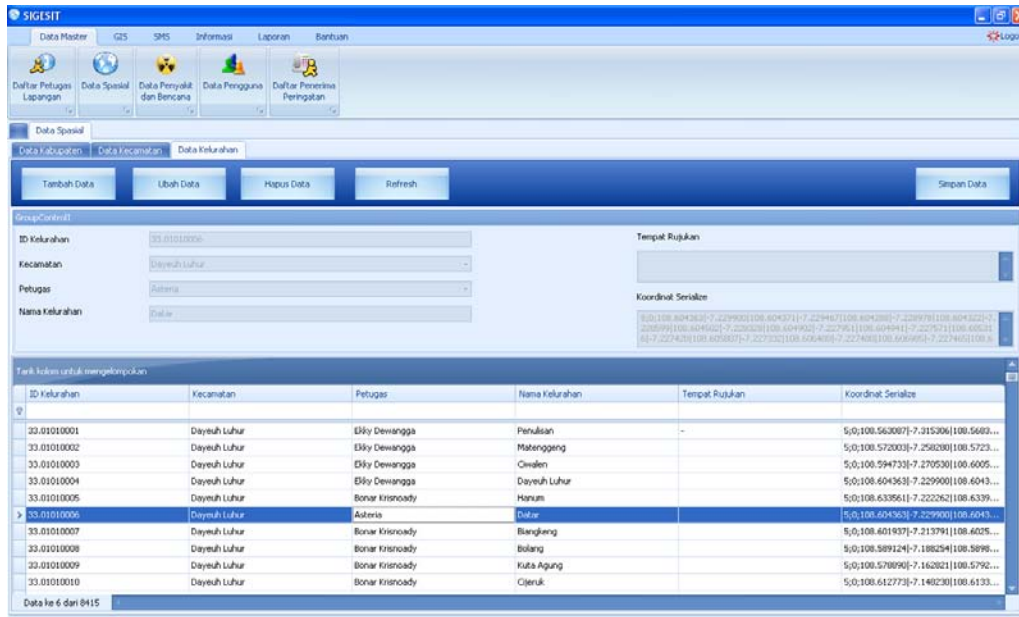 SIGESIT
Data Master GIS SMS Informasi Laporan Bantuan Logo
Daftar Petugas Lapangan Data Spasial Data Penyakit dan Bencana Data Pengguna Daftar Penerima Peringatan
Data Spasial
Data Kabupaten Data Kecamatan Data Kelurahan
Tambah Data Ubah Data Hapus Data Refresh Simpan Data
GroupControl1
ID Kelurahan 33.01010006 Tempat Rujukan
Kecamatan Dayeuh Luhur
Petugas Asteria
Koordinat Serialize
Nama Kelurahan Datar
Tarik kolom untuk mengelompokan
ID Kelurahan Kecamatan Petugas Nama Kelurahan Tempat Rujukan Koordinat Serialize
33.01010001 Dayeuh Luhur Ekky Dewangga Penulisan - 5;0;108.563087|-7.315306|108.5683...
33.01010002 Dayeuh Luhur Ekky Dewangga Matenggeng 5;0;108.572003|-7.258280|108.5723...
33.01010003 Dayeuh Luhur Ekky Dewangga Ciwalen 5;0;108.594733|-7.270530|108.6005...
33.01010004 Dayeuh Luhur Ekky Dewangga Dayeuh Luhur 5;0;108.604363|-7.229900|108.6043...
33.01010005 Dayeuh Luhur Bonar Krisnoady Hanum 5;0;108.633561|-7.222262|108.6339...
33.01010006 Dayeuh Luhur Asteria Datar 5;0;108.604363|-7.229900|108.6043...
33.01010007 Dayeuh Luhur Bonar Krisnoady Biangkeng 5;0;108.601937|-7.213791|108.6025...
33.01010008 Dayeuh Luhur Bonar Krisnoady Bolang 5;0;108.589124|-7.188254|108.5898...
33.01010009 Dayeuh Luhur Bonar Krisnoady Kuta Agung 5;0;108.578890|-7.162821|108.5792...
33.01010010 Dayeuh Luhur Bonar Krisnoady Cijeruk 5;0;108.612773|-7.148230|108.6133...
Data ke 6 dari 8415